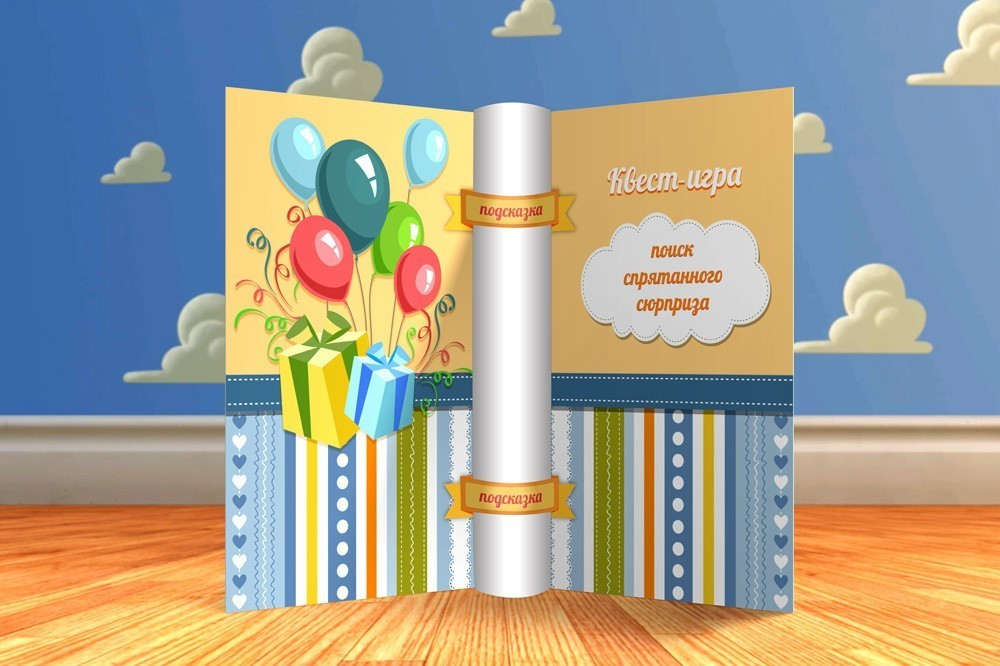 подсказка
Квест-игра
поиск
спрятанного
сюрприза
подсказка